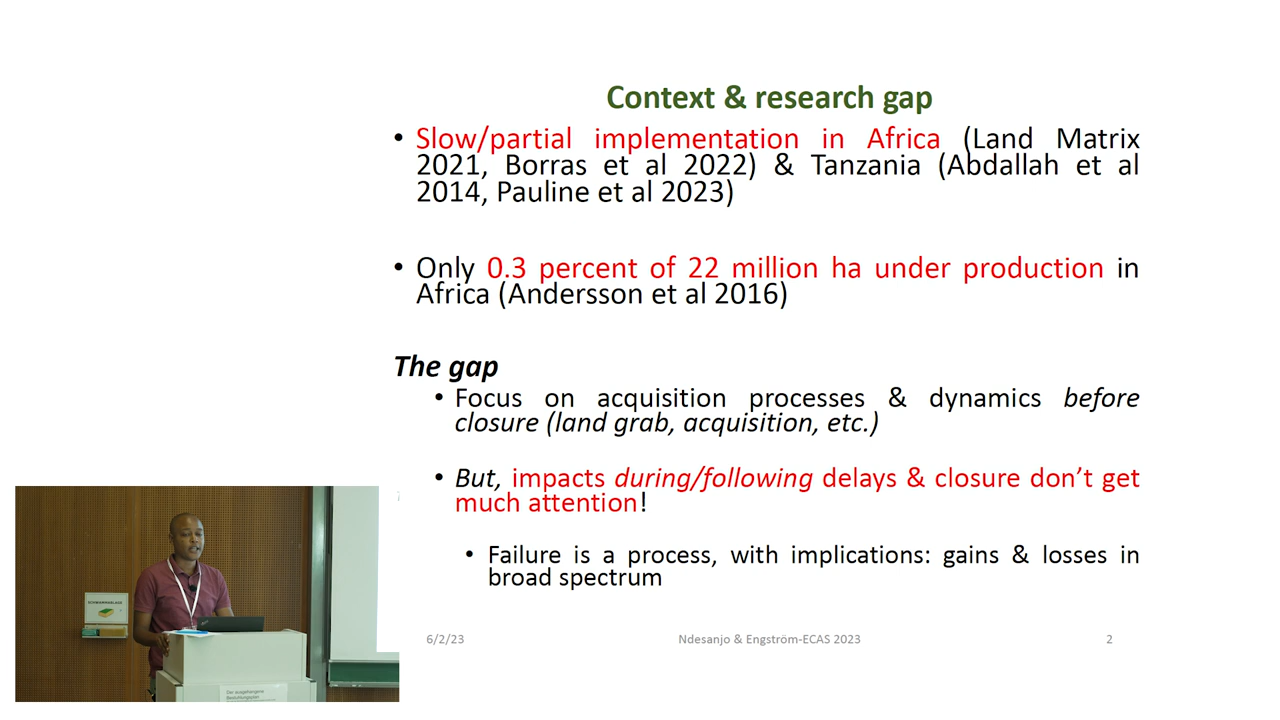 Context & research gap
• Slow/partial implementation in Africa (Land Matrix
2021, Borras et al 2022) & Tanzania (Abdallah et al
2014, Pauline et al 2023)
• Only 0.3 percent of 22 million ha under production in
Africa (Andersson et al 2016)
The gap
• Focus on acquisition processes & dynamics before
closure (land grab, acquisition, etc.)
• But, impacts during/following delays & closure don't get
much attention!
• Failure is a process, with implications: gains & losses in
broad spectrum
SCHWAMMABLAGE
Der ausgehangene
Bestuhlungsplan
6/2/23
Ndesanjo & Engström-ECAS 2023
2